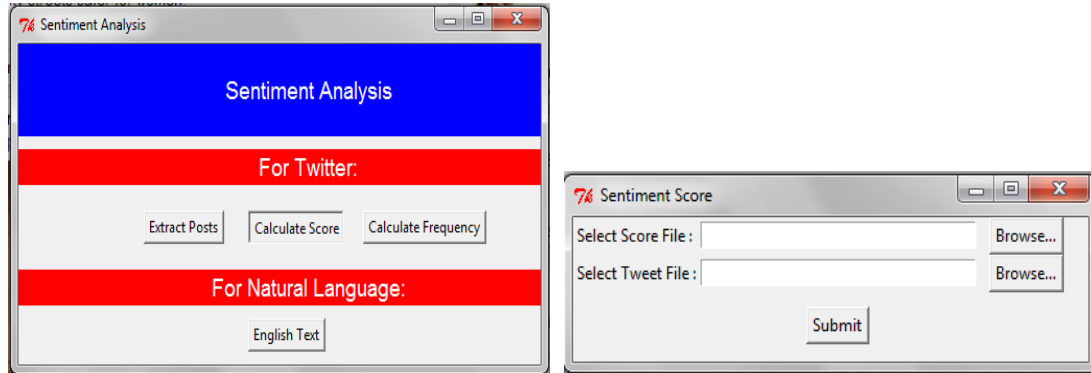 Sentiment Analysis
Sentiment Analysis
For Twitter:
Extract Posts Calculate Score Calculate Frequency
For Natural Language:
English Text
Sentiment Score
Select Score File : Browse...
Select Tweet File : Browse...
Submit